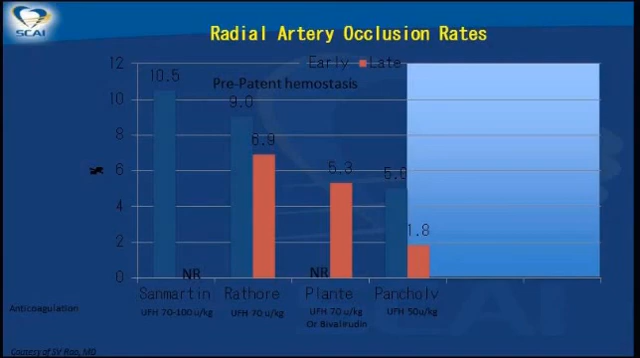 SCAI
Radial Artery Occlusion Rates
Early Late
Pre-Patent hemostasis
12
10
8
6
4
2
0
%
10.5
9.0
6.9
5.3
5.0
1.8
NR
NR
Sanmartin Rathore Plante Pancholy
Anticoagulation
UFH 70-100 u/kg UFH 70 u/kg UFH 70 u/kg UFH 50u/kg
Or Bivalirudin
Courtesy of SV Rao, MD
SCAI